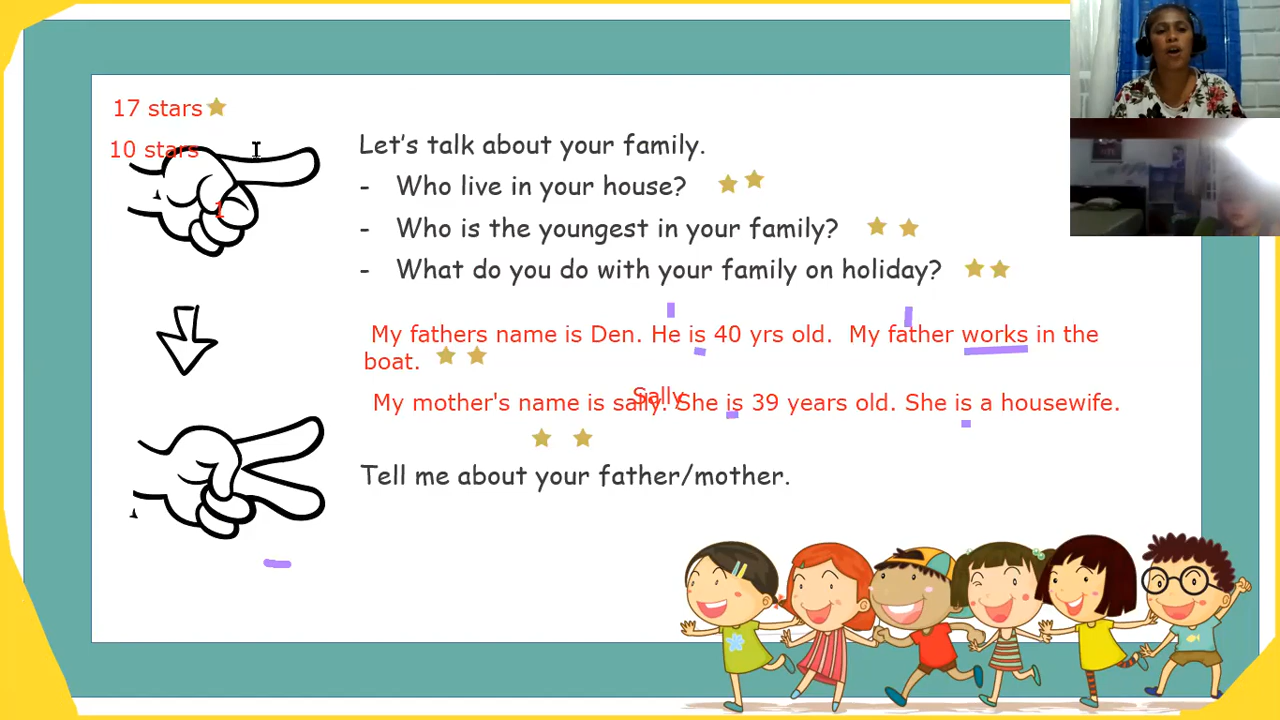 17 stars
10 stars
1
Let's talk about your family.
- Who live in your house?
- Who is the youngest in your family?
- What do you do with your family on holiday?
My fathers name is Den. He is 40 yrs old. My father works in the
boat.
Sally
My mother's name is sally. She is 39 years old. She is a housewife.
Tell me about your father/mother.